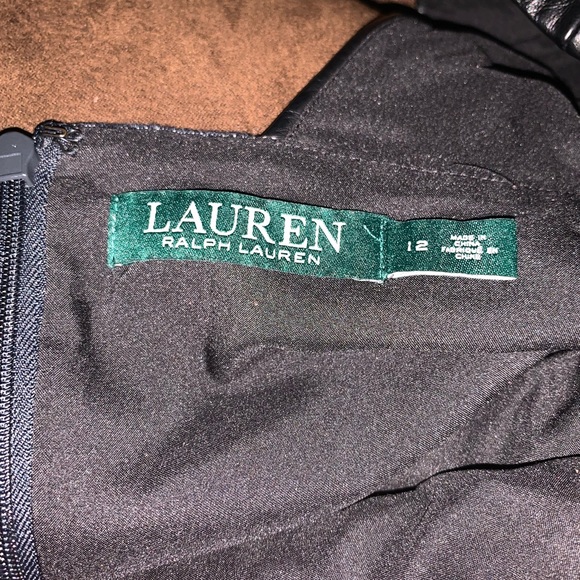 LAUREN
RALPH LAUREN
12
MADE IN
CHINA
FABRIQUÉ EN
CHINE